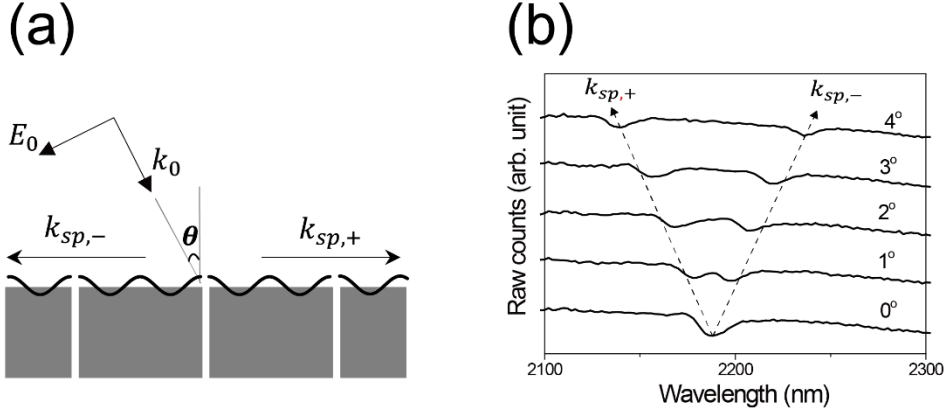 (a)
(b)
E₀
k₀
θ
kₛₚ,₋
kₛₚ,₊
Raw counts (arb. unit)
kₛₚ,₊
kₛₚ,₋
4°
3°
2°
1°
0°
2100
2200
2300
Wavelength (nm)